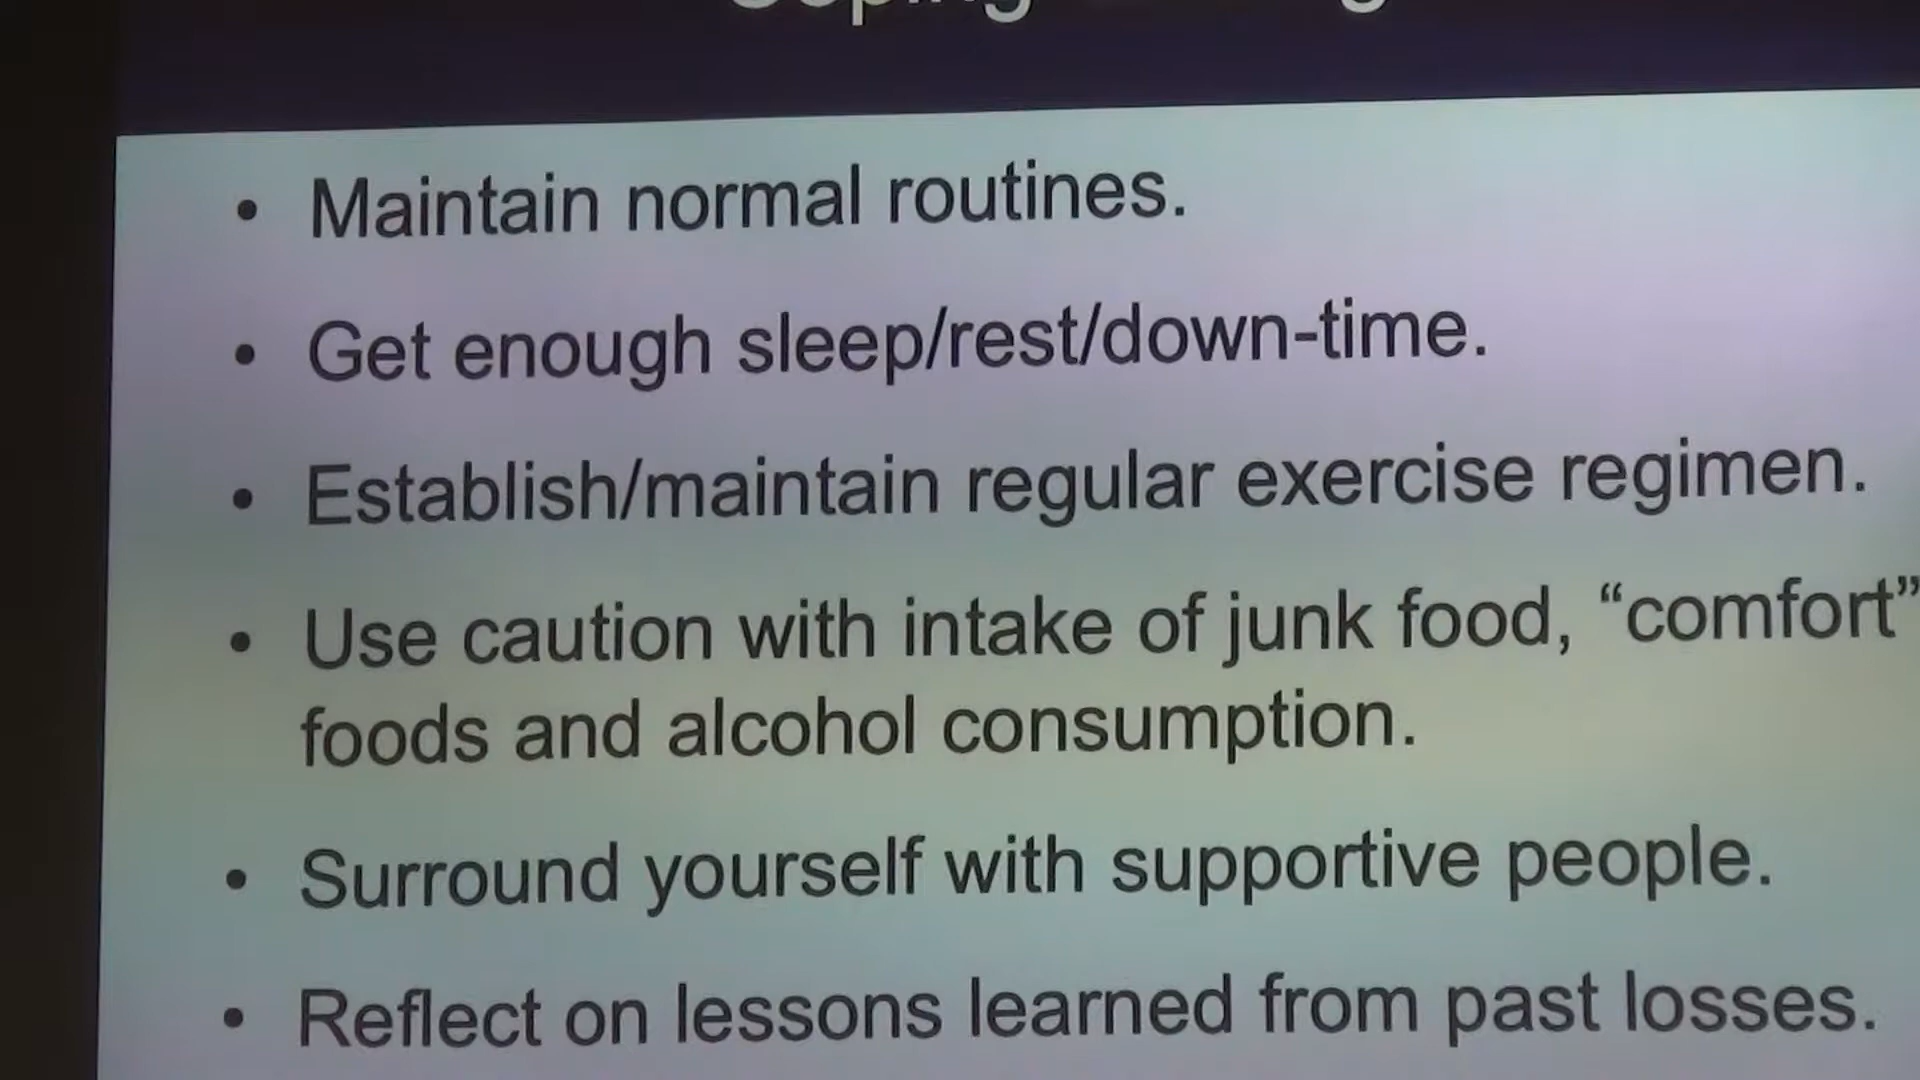 • Maintain normal routines.
• Get enough sleep/rest/down-time.
• Establish/maintain regular exercise regimen.
• Use caution with intake of junk food, “comfort”
foods and alcohol consumption.
• Surround yourself with supportive people.
• Reflect on lessons learned from past losses.